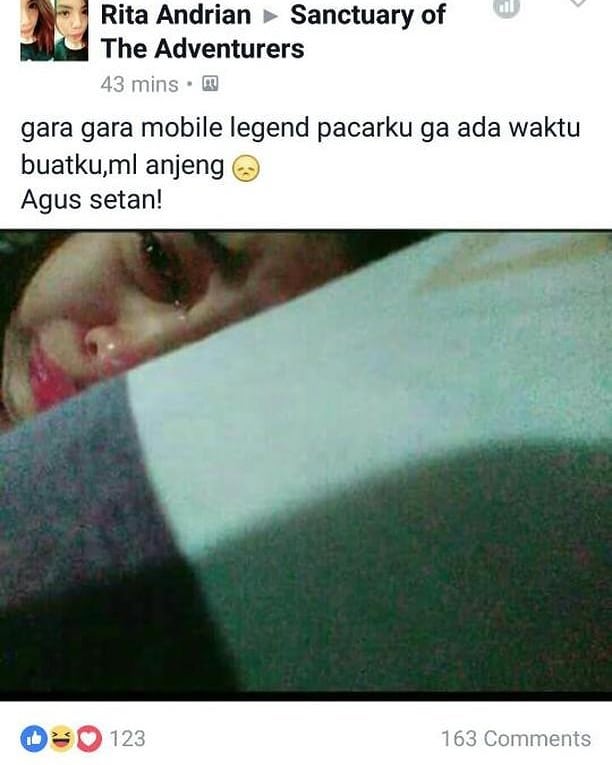 Rita Andrian ▶ Sanctuary of
The Adventurers
43 mins •
gara gara mobile legend pacarku ga ada waktu
buatku,ml anjeng 😞
Agus setan!
123
163 Comments